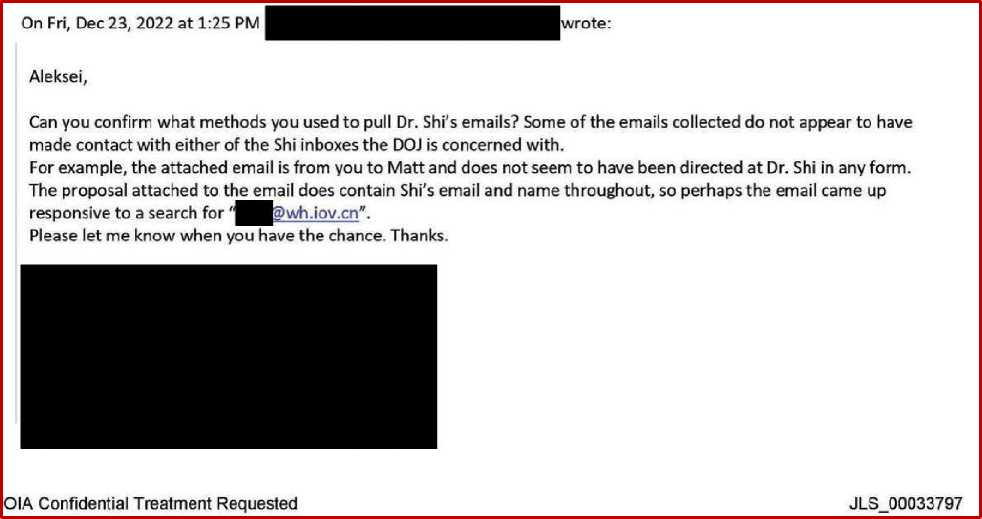 On Fri, Dec 23, 2022 at 1:25 PM wrote:
Aleksei,
Can you confirm what methods you used to pull Dr. Shi's emails? Some of the emails collected do not appear to have
made contact with either of the Shi inboxes the DOJ is concerned with.
For example, the attached email is from you to Matt and does not seem to have been directed at Dr. Shi in any form.
The proposal attached to the email does contain Shi's email and name throughout, so perhaps the email came up
responsive to a search for "@wh.iov.cn".
Please let me know when you have the chance. Thanks.
OIA Confidential Treatment Requested
JLS_00033797